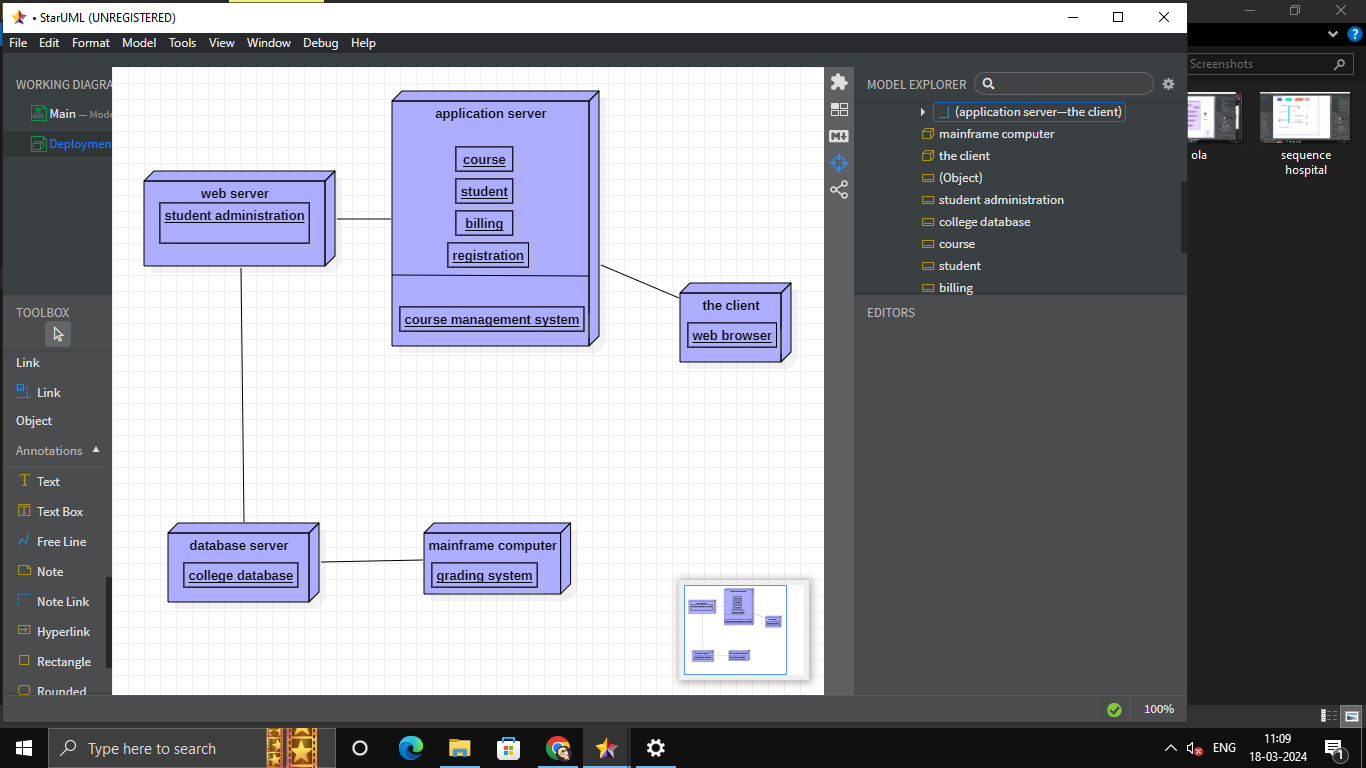 • StarUML (UNREGISTERED)
File Edit Format Model Tools View Window Debug Help
WORKING DIAGRA
Main — Mode
Deploymen
TOOLBOX
Link
Link
Object
Annotations
Text
Text Box
Free Line
Note
Note Link
Hyperlink
Rectangle
Rounded
web server
student administration
application server
course
student
billing
registration
course management system
the client
web browser
database server
college database
mainframe computer
grading system
MODEL EXPLORER
(application server—the client)
mainframe computer
the client
(Object)
student administration
college database
course
student
billing
EDITORS
100%
Screenshots
ola
sequence
hospital
Type here to search
ENG
11:09
18-03-2024
1